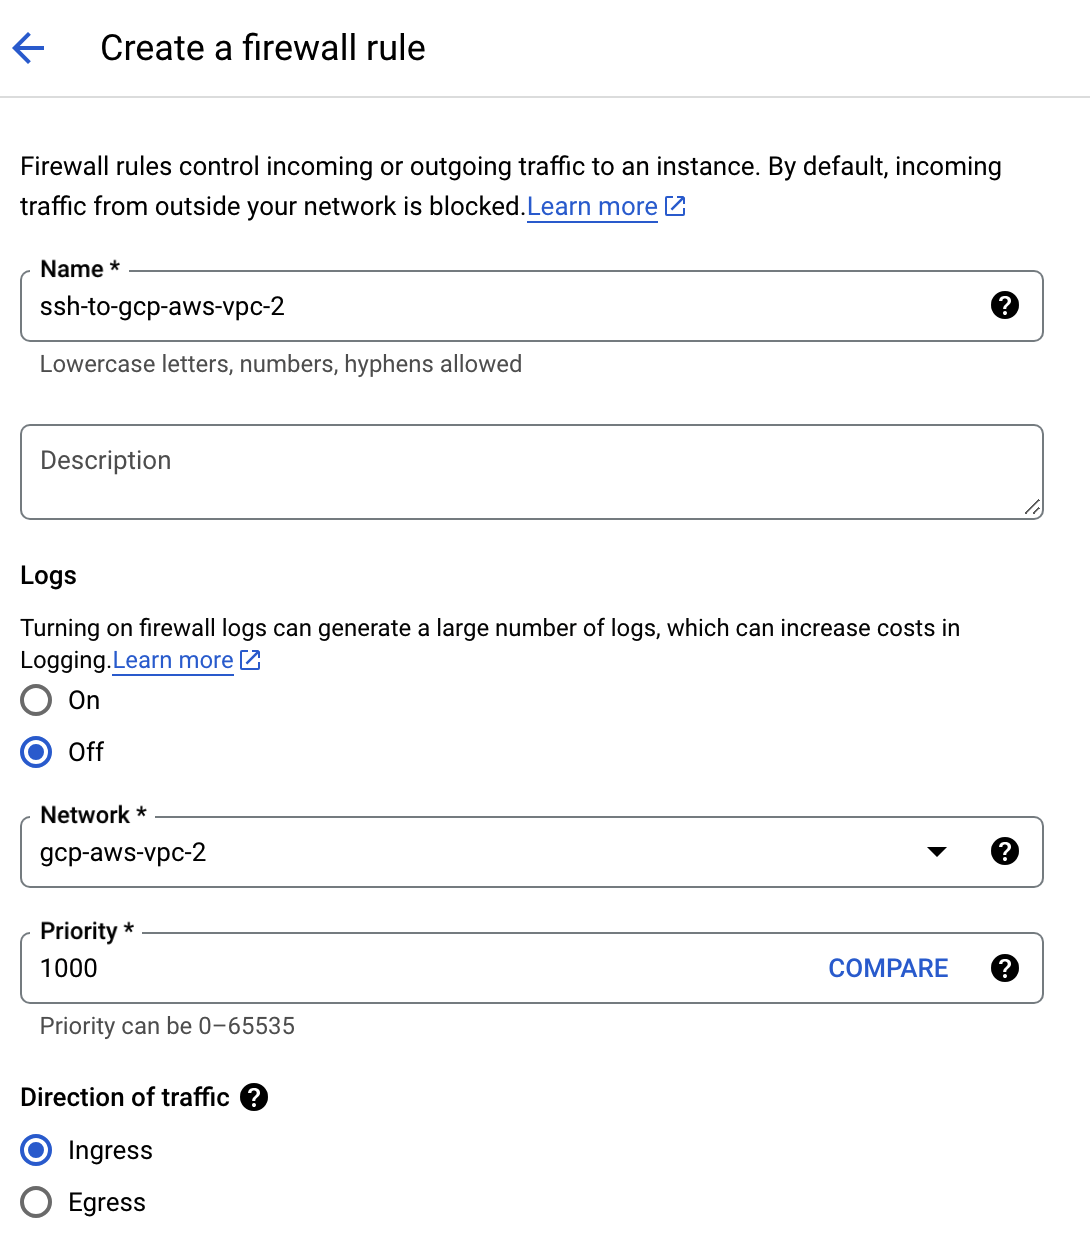 Create a firewall rule
Firewall rules control incoming or outgoing traffic to an instance. By default, incoming
traffic from outside your network is blocked.Learn more
Name *
ssh-to-gcp-aws-vpc-2
Lowercase letters, numbers, hyphens allowed
Description
Logs
Turning on firewall logs can generate a large number of logs, which can increase costs in
Logging.Learn more
On
Off
Network *
gcp-aws-vpc-2
Priority *
1000 COMPARE
Priority can be 0–65535
Direction of traffic
Ingress
Egress